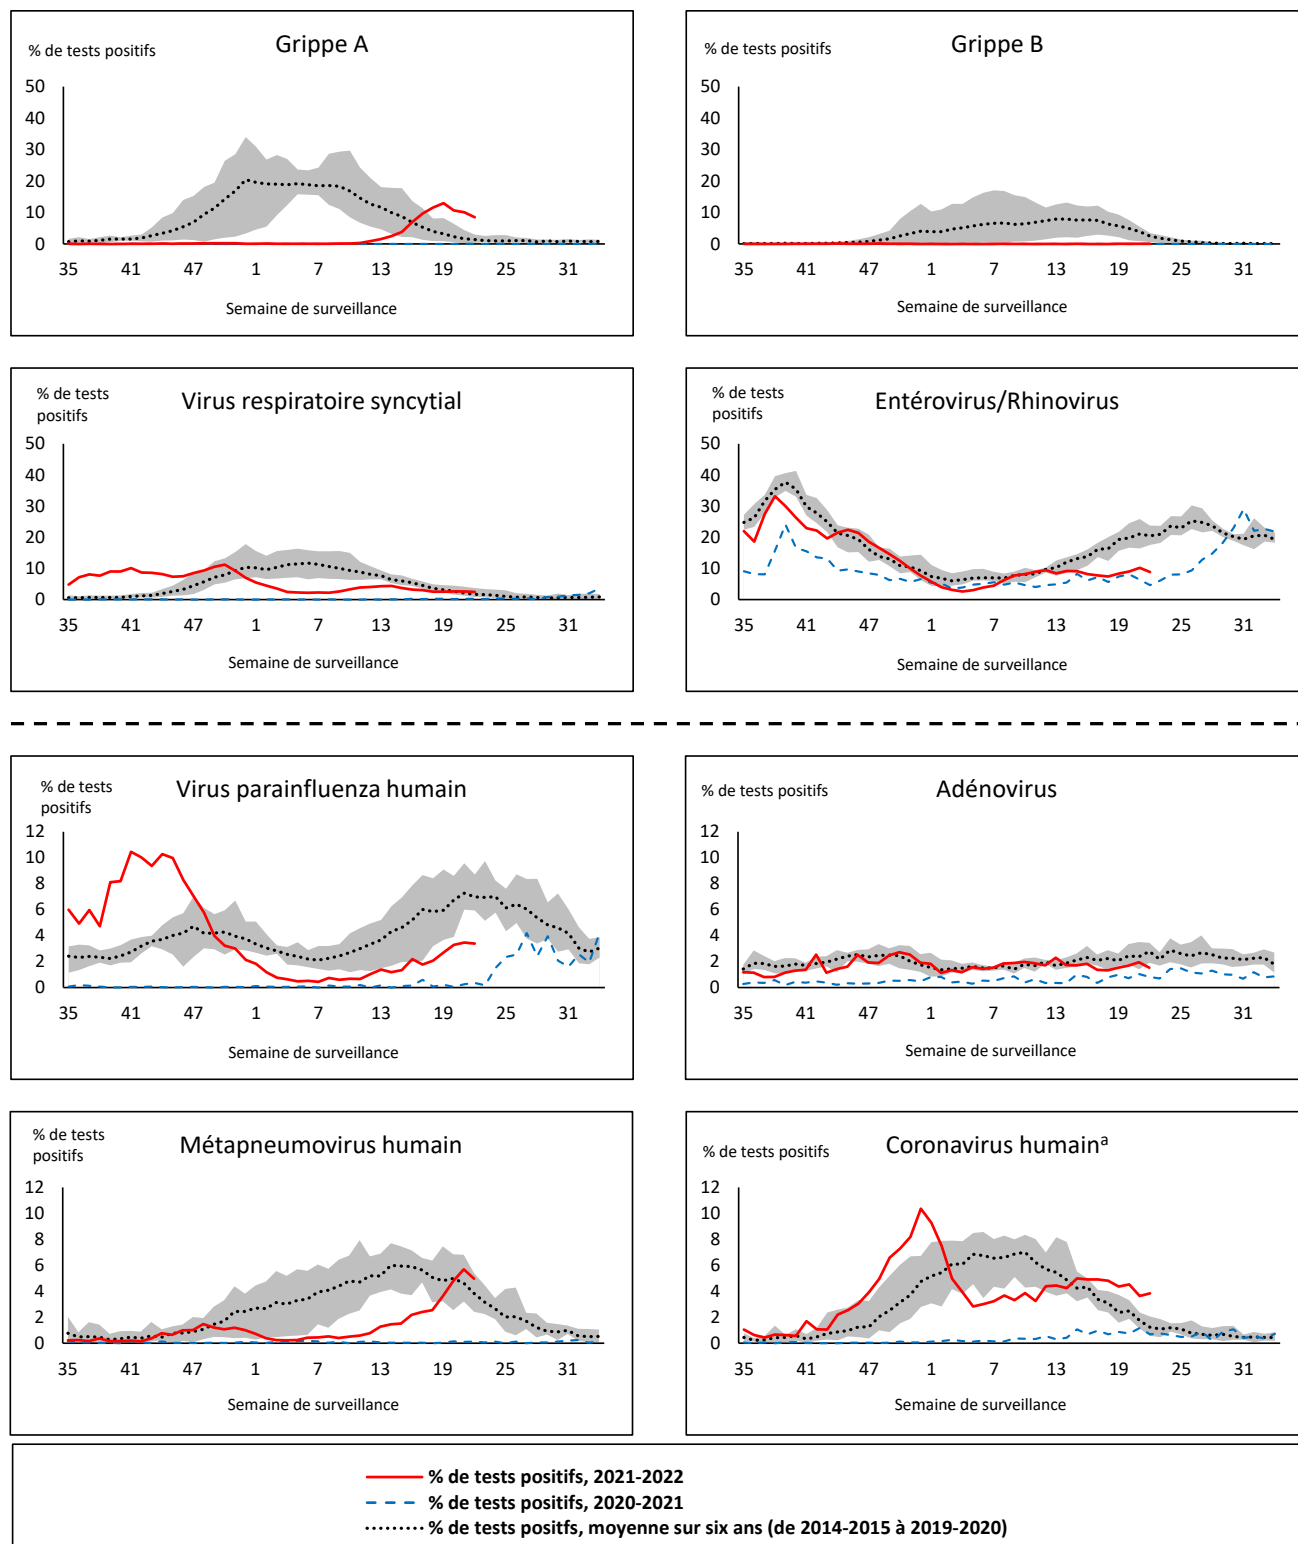 Grippe A
% de tests positifs
50
40
30
20
10
0
35 41 47 1 7 13 19 25 31
Semaine de surveillance
Grippe B
% de tests positifs
50
40
30
20
10
0
35 41 47 1 7 13 19 25 31
Semaine de surveillance
Virus respiratoire syncytial
% de tests
positifs
50
40
30
20
10
0
35 41 47 1 7 13 19 25 31
Semaine de surveillance
Entérovirus/Rhinovirus
% de tests
positifs
50
40
30
20
10
0
35 41 47 1 7 13 19 25 31
Semaine de surveillance
Virus parainfluenza humain
% de tests
positifs
12
10
8
6
4
2
0
35 41 47 1 7 13 19 25 31
Semaine de surveillance
Adénovirus
% de tests positifs
12
10
8
6
4
2
0
35 41 47 1 7 13 19 25 31
Semaine de surveillance
Métapneumovirus humain
% de tests
positifs
12
10
8
6
4
2
0
35 41 47 1 7 13 19 25 31
Semaine de surveillance
Coronavirus humainᵃ
% de tests positifs
12
10
8
6
4
2
0
35 41 47 1 7 13 19 25 31
Semaine de surveillance
% de tests positifs, 2021-2022
% de tests positifs, 2020-2021
% de tests positfs, moyenne sur six ans (de 2014-2015 à 2019-2020)